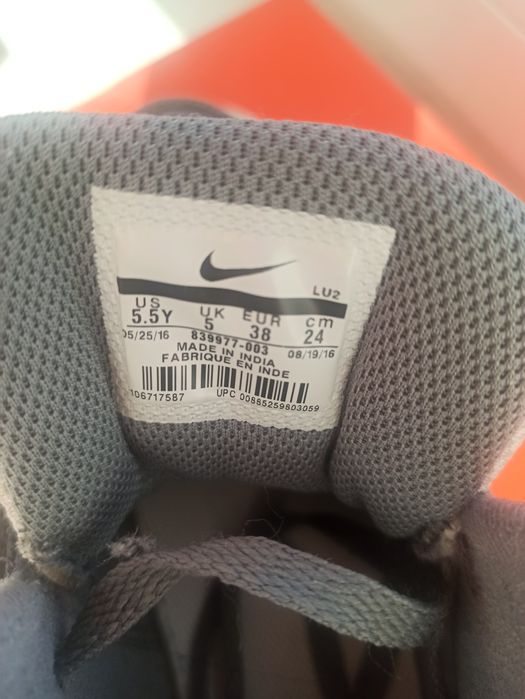 LU2
US UK EUR cm
5.5Y 5 38 24
05/25/16 839977-003 08/19/16
MADE IN INDIA
FABRIQUE EN INDE
UPC 00885259803059